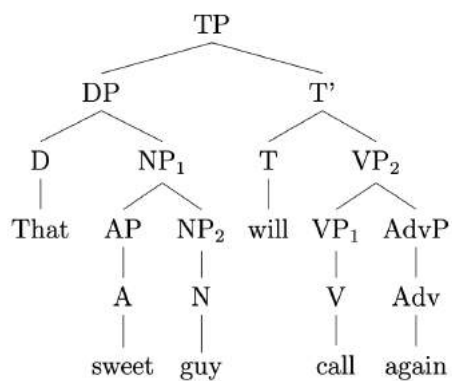 TP
DP T’
D NP₁ T VP₂
That AP NP₂ will VP₁ AdvP
A N V Adv
sweet guy call again